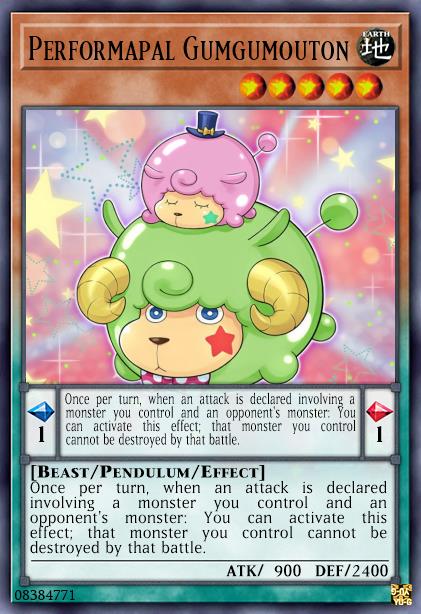 Performapal Gumgumouton
EARTH
地
Once per turn, when an attack is declared involving a
monster you control and an opponent's monster: You
can activate this effect; that monster you control
cannot be destroyed by that battle.
1
1
[Beast/Pendulum/Effect]
Once per turn, when an attack is declared
involving a monster you control and an
opponent's monster: You can activate this
effect; that monster you control cannot be
destroyed by that battle.
ATK/ 900 DEF/2400
08384771